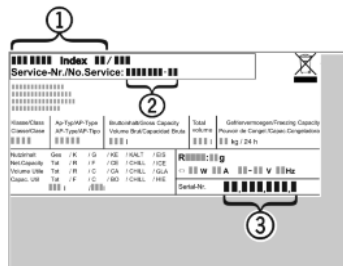 1
Index /
Service-Nr./No.Service: -
2
Klasse/Class Ap-Typ/AP-Type Bruttoinhalt/Gross Capacity Total Gefriervermoegen/Freezing Capacity
Classe/Clase AP-Type/AP-Tipo Volume Brut/Capacidad Bruta volume Pouvoir de Congel./Capac.Congeladora
l l kg / 24 h
Nutzinhalt Ges / K / G / KE / KALT / EIS
Net Capacity Tot / R / F / CE / CHILL / ICE
Volume Utile Tot / R / C / CA / CHILL / GLA
Capac. Util Tot / F / C / BO / CHILL / HIE
l / l
R : g
W A - V Hz
Serial-Nr.
3